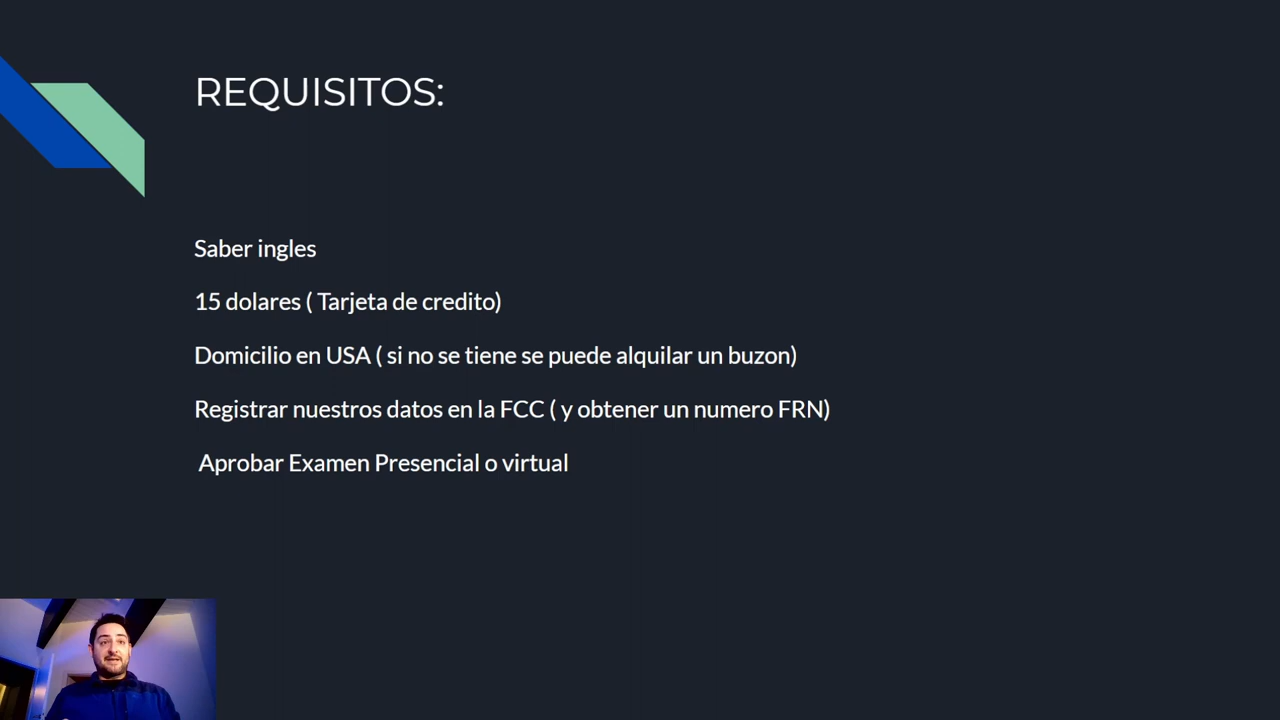 REQUISITOS:
Saber ingles
15 dolares ( Tarjeta de credito)
Domicilio en USA ( si no se tiene se puede alquilar un buzon)
Registrar nuestros datos en la FCC ( y obtener un numero FRN)
Aprobar Examen Presencial o virtual